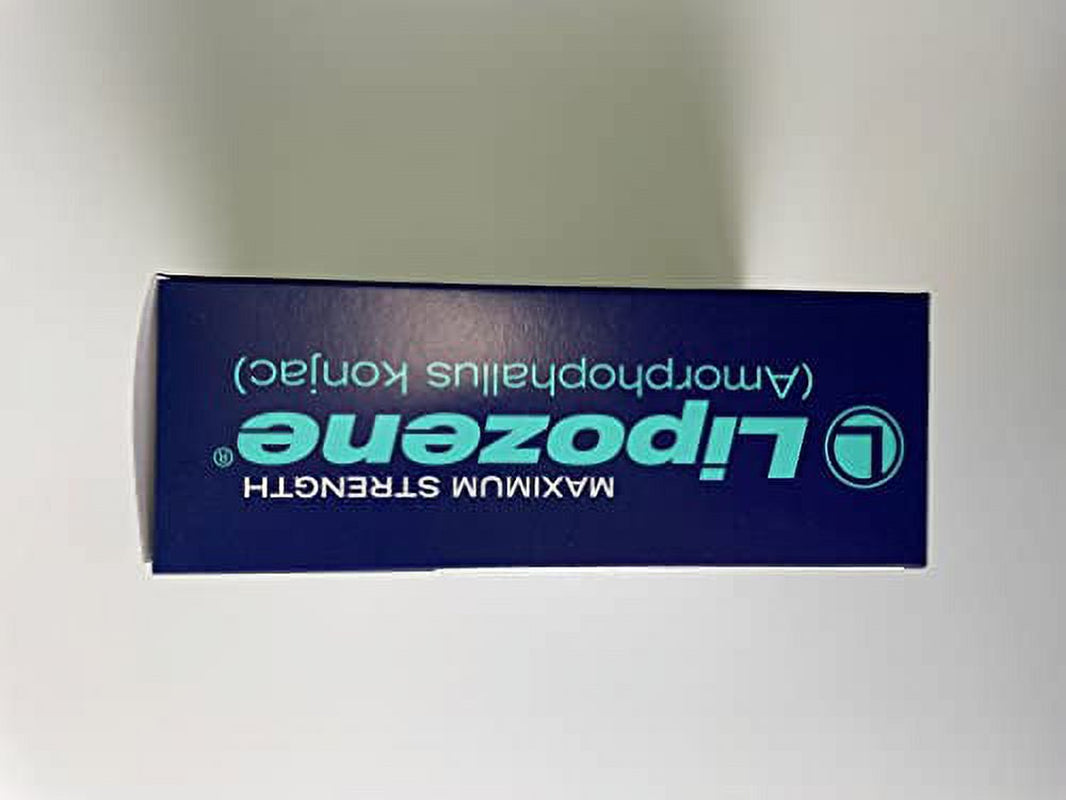 MAXIMUM STRENGTH
L Lipozene®
(Amorphophallus Konjac)